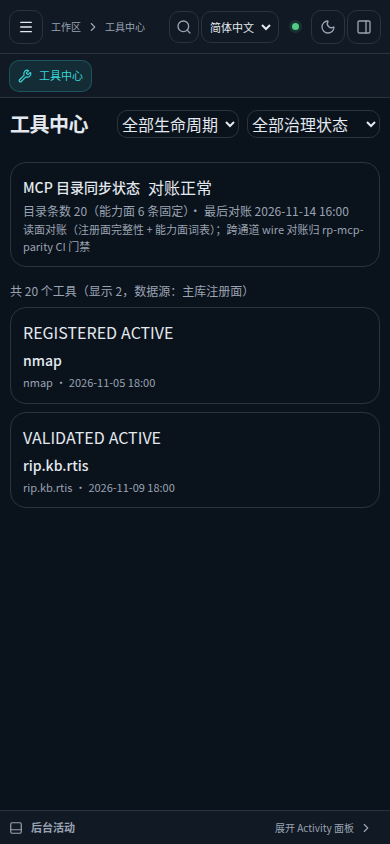 工作区 > 工具中心 简体中文
工具中心
工具中心 全部生命周期 全部治理状态
MCP 目录同步状态 对账正常
目录条数 20（能力面 6 条固定）· 最后对账 2026-11-14 16:00
读面对账（注册面完整性 + 能力面词表）；跨通道 wire 对账归 rp-mcp-
parity CI 门禁
共 20 个工具（显示 2，数据源：主库注册面）
REGISTERED ACTIVE
nmap
nmap · 2026-11-05 18:00
VALIDATED ACTIVE
rip.kb.rtis
rip.kb.rtis · 2026-11-09 18:00
后台活动 展开 Activity 面板 >